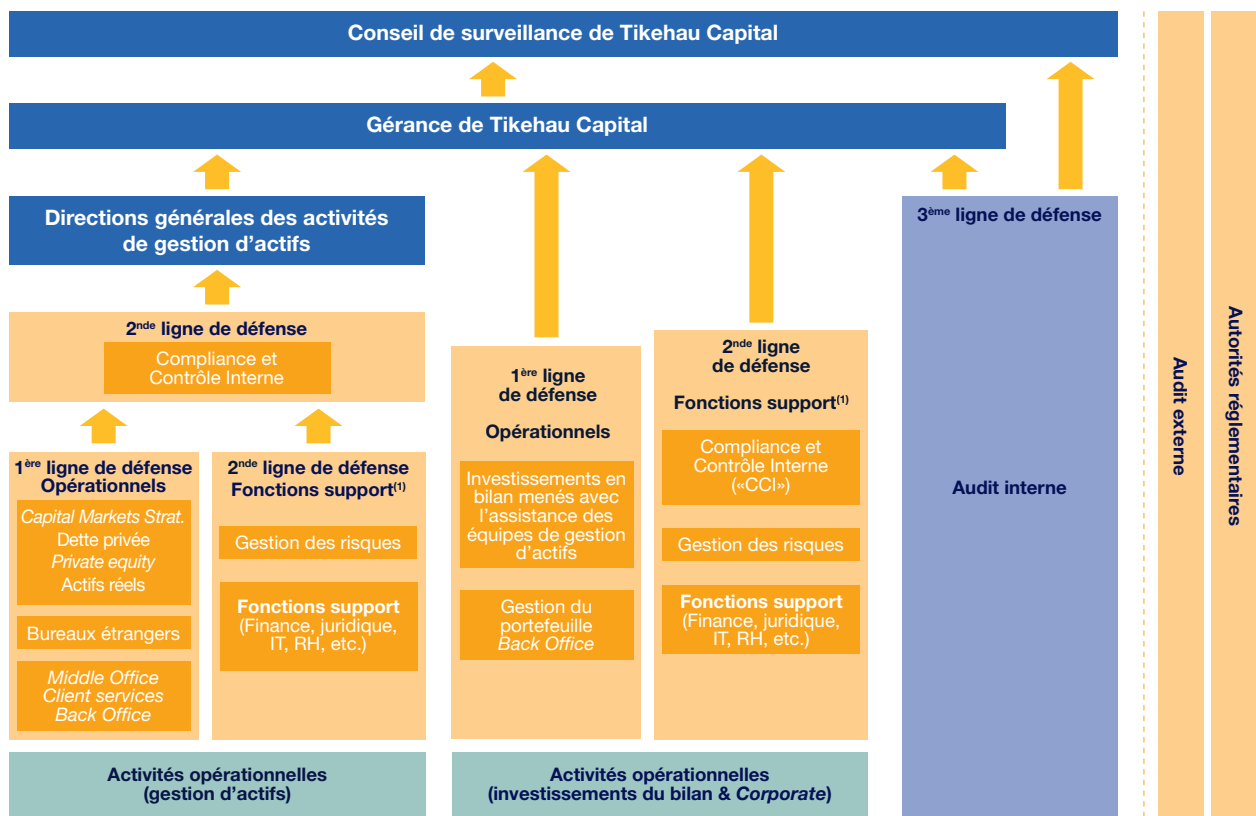 Conseil de surveillance de Tikehau Capital
Gérance de Tikehau Capital
Directions générales des activités
de gestion d’actifs
2nde ligne de défense
Compliance et
Contrôle Interne
1ère ligne de défense
Opérationnels
Capital Markets Strat.
Dette privée
Private equity
Actifs réels
Bureaux étrangers
Middle Office
Client services
Back Office
2nde ligne de défense
Fonctions support(1)
Gestion des risques
Fonctions support
(Finance, juridique,
IT, RH, etc.)
Activités opérationnelles
(gestion d’actifs)
1ère ligne
de défense
Opérationnels
Investissements en
bilan menés avec
l’assistance des
équipes de gestion
d’actifs
Gestion du
portefeuille
Back Office
2nde ligne
de défense
Fonctions support(1)
Compliance et
Contrôle Interne
(«CCI»)
Gestion des risques
Fonctions support
(Finance, juridique,
IT, RH, etc.)
Activités opérationnelles
(investissements du bilan & Corporate)
3ème ligne de défense
Audit interne
Audit externe
Autorités réglementaires